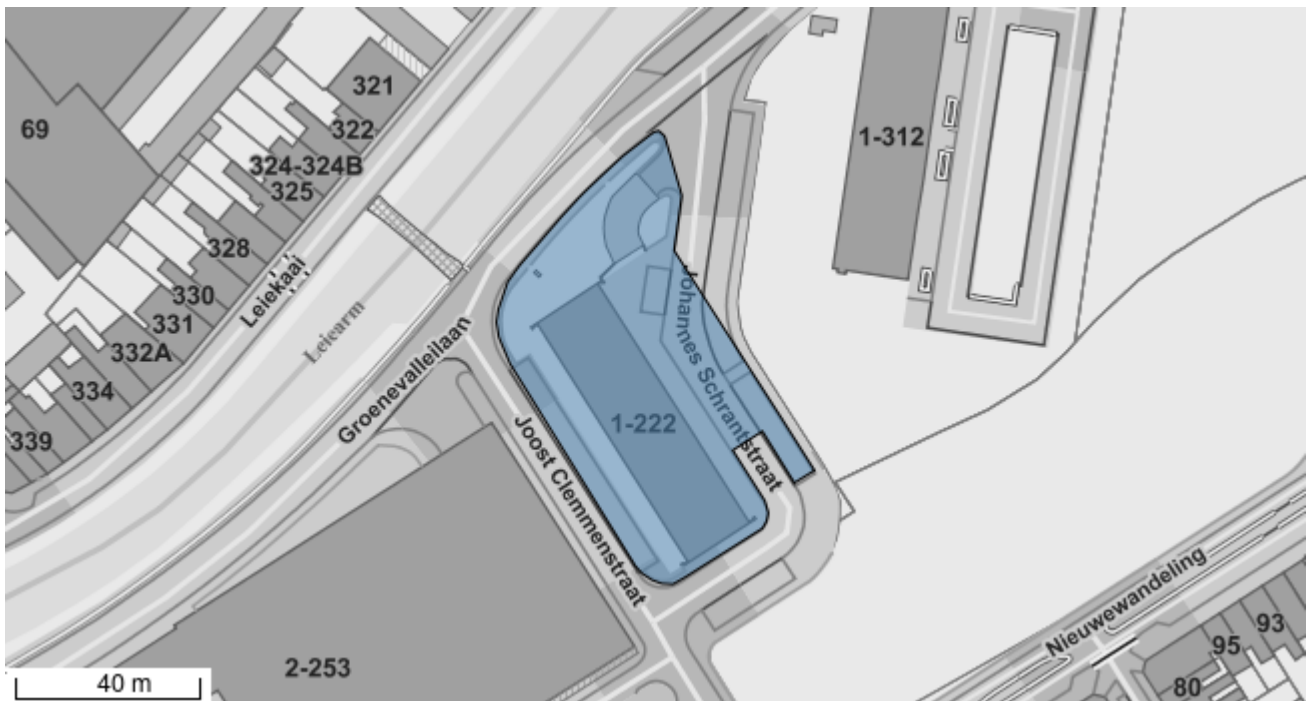 321
69
322
1-312
324-324B
325
328
Leiekaai
330
331
Leiearm
Johannes Schrantstraat
332A
Groenevalleilaan
334
1-222
339
Joost Clemmenstraat
Nieuwewandeling
93
95
2-253
80
40 m